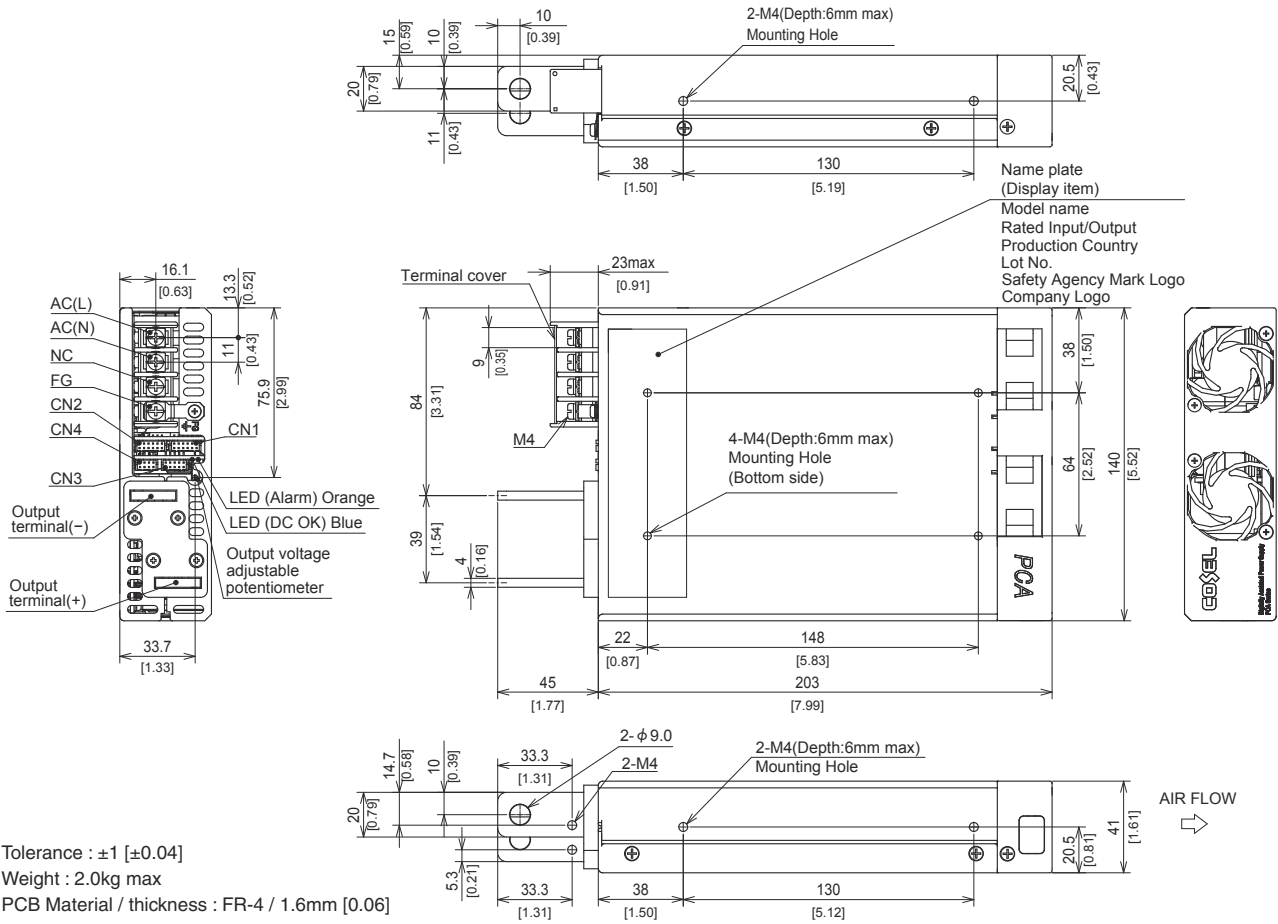 10
[0.39]
15
[0.59]
10
[0.39]
20
[0.79]
11
[0.43]
2-M4(Depth:6mm max)
Mounting Hole
20.5
[0.43]
38
[1.50]
130
[5.19]
Name plate
(Display item)
Model name
Rated Input/Output
Production Country
Lot No.
Safety Agency Mark Logo
Company Logo
16.1
[0.63]
13.3
[0.52]
AC(L)
AC(N)
NC
FG
CN2
CN4
CN3
CN1
11
[0.43]
75.9
[2.99]
LED (Alarm) Orange
LED (DC OK) Blue
Output
terminal(−)
Output voltage
adjustable
potentiometer
Output
terminal(+)
33.7
[1.33]
Terminal cover
23max
[0.91]
9
[0.35]
84
[3.31]
M4
39
[1.54]
4
[0.16]
4-M4(Depth:6mm max)
Mounting Hole
(Bottom side)
38
[1.50]
64
[2.52]
140
[5.52]
PCA
22
[0.87]
148
[5.83]
45
[1.77]
203
[7.99]
COSEL
Digitally Assisted Power Supply
PCA Series
14.7
[0.58]
10
[0.39]
20
[0.79]
33.3
[1.31]
2-ϕ9.0
2-M4
2-M4(Depth:6mm max)
Mounting Hole
5.3
[0.21]
33.3
[1.31]
38
[1.50]
130
[5.12]
20.5
[0.81]
41
[1.61]
AIR FLOW
Tolerance : ±1 [±0.04]
Weight : 2.0kg max
PCB Material / thickness : FR-4 / 1.6mm [0.06]